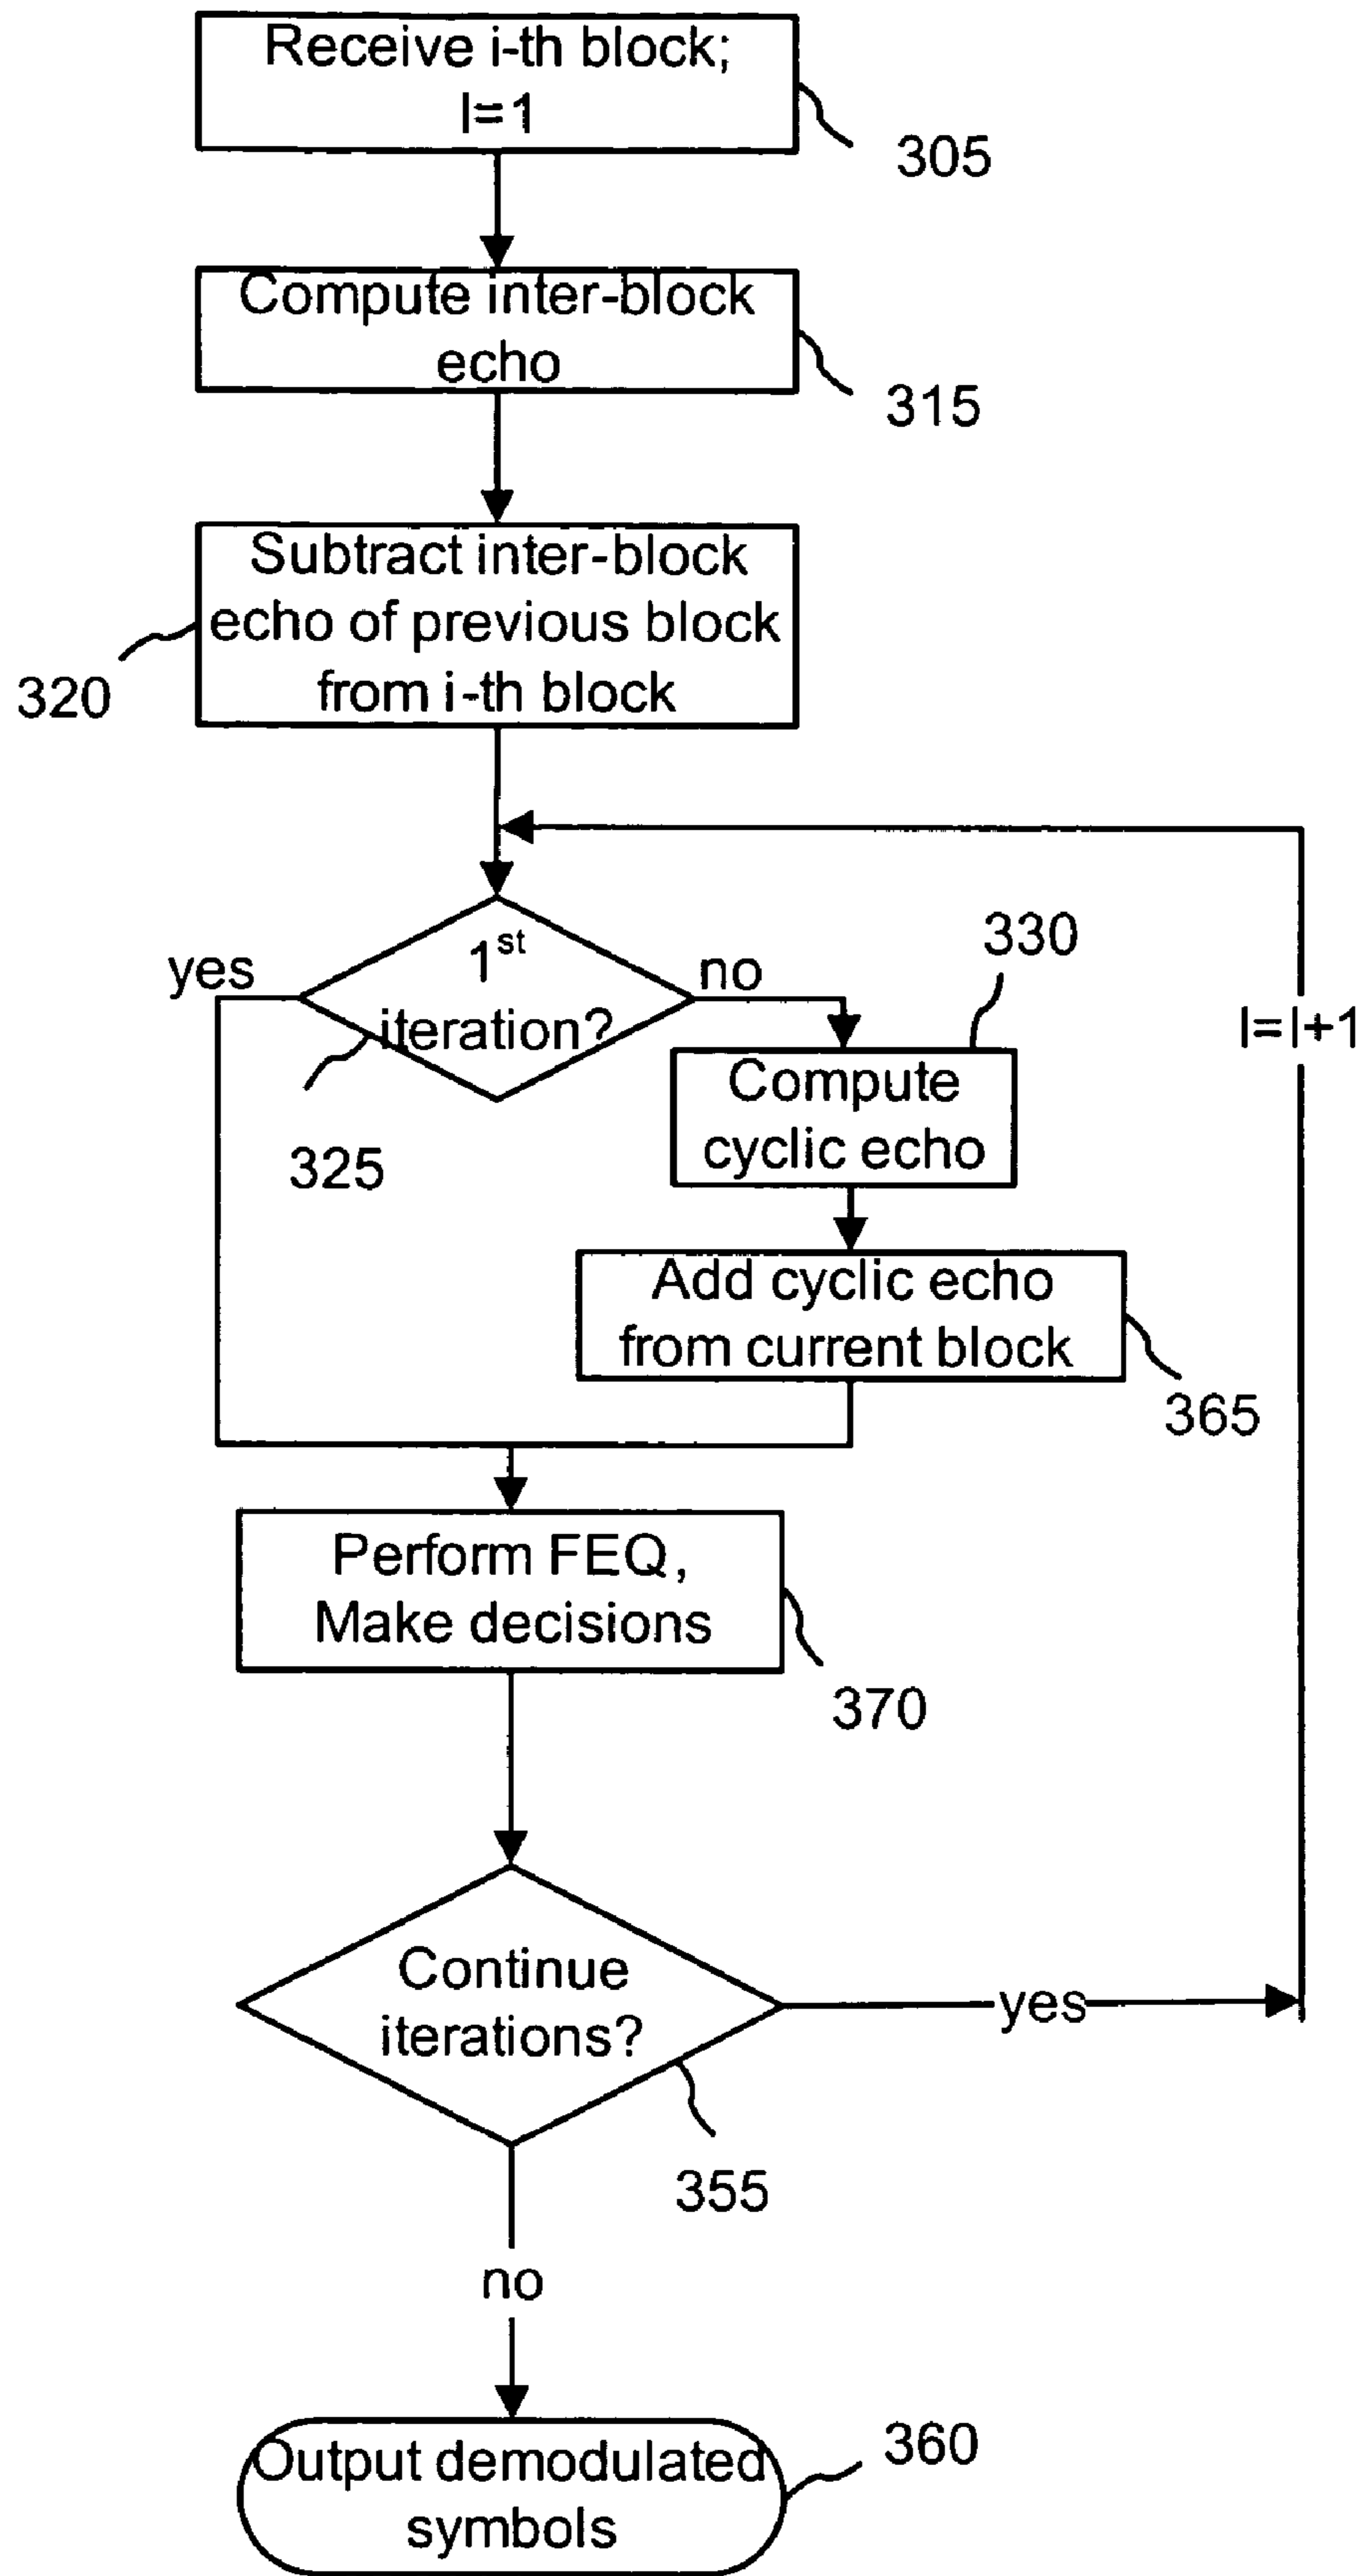 Receive i-th block;
I=1
305
Compute inter-block
echo
315
Subtract inter-block
echo of previous block
from i-th block
320
yes
1st
iteration?
no
325
330
Compute
cyclic echo
I=I+1
Add cyclic echo
from current block
365
Perform FEQ,
Make decisions
370
Continue
iterations?
yes
355
no
Output demodulated
symbols
360